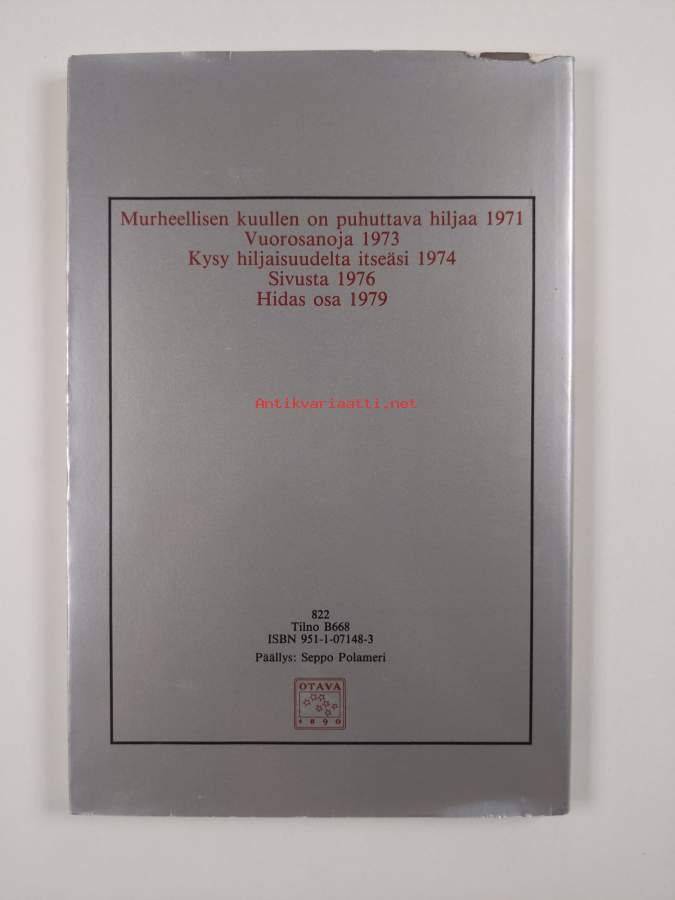 Murheellisen kuullen on puhuttava hiljaa 1971
Vuorosanoja 1973
Kysy hiljaisuudelta itseäsi 1974
Sivusta 1976
Hidas osa 1979
Antikvariaatti.net
822
Tilno B668
ISBN 951-1-07148-3
Päällys: Seppo Polameri
OTAVA
1890